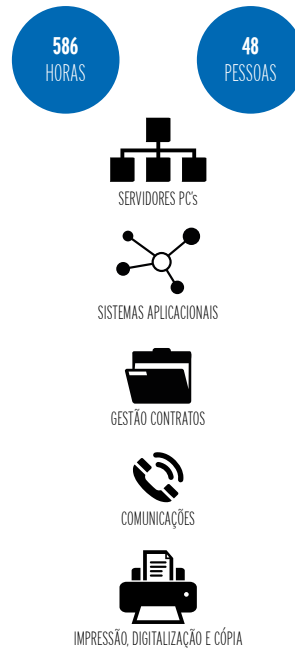 586
HORAS
48
PESSOAS
SERVIDORES PC's
SISTEMAS APLICACIONAIS
GESTÃO CONTRATOS
COMUNICAÇÕES
IMPRESSÃO, DIGITALIZAÇÃO E CÓPIA